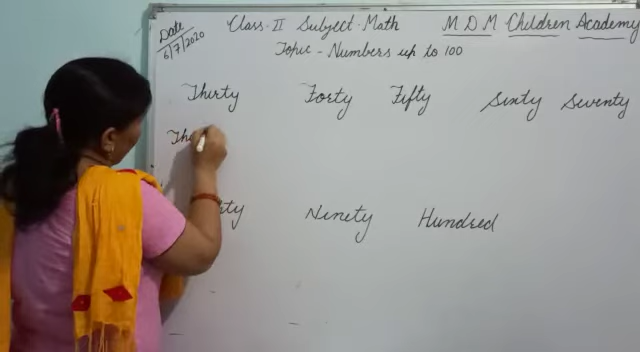 Date
6/7/2020
Class-II Subject-Math
M D M Children Academy
Topic - Numbers up to 100
Thirty Forty Fifty Sixty Seventy
Ninety Hundred